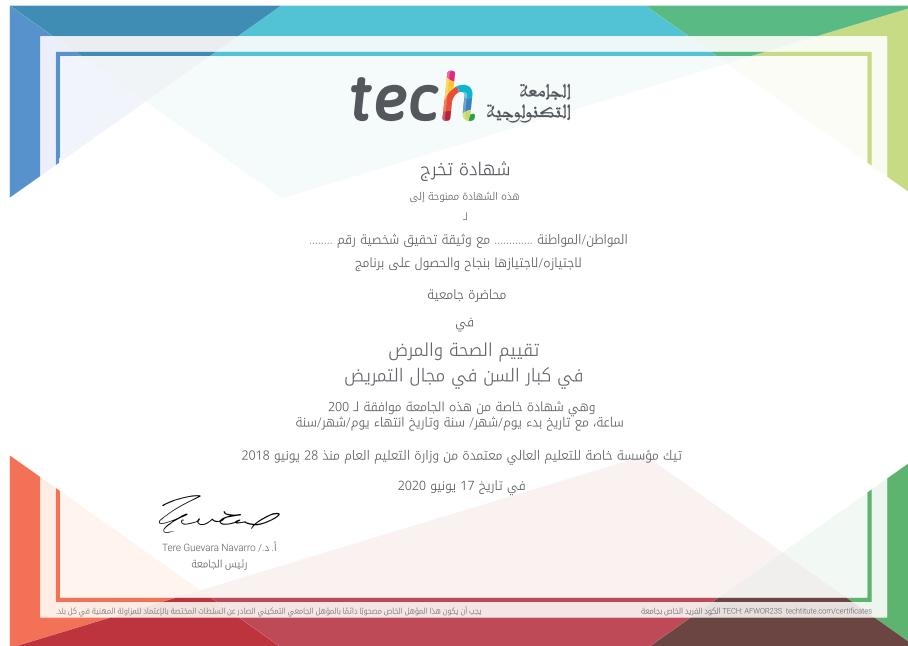 tech الجامعة
التكنولوجية
شهادة تخرج
هذه الشهادة ممنوحة إلى
لـ
المواطن/المواطنة ............. مع وثيقة تحقيق شخصية رقم ........
لاجتيازه/لاجتيازها بنجاح والحصول على برنامج
محاضرة جامعية
في
تقييم الصحة والمرض
في كبار السن في مجال التمريض
وهي شهادة خاصة من هذه الجامعة موافقة لـ 200
ساعة، مع تاريخ بدء يوم/شهر/ سنة وتاريخ انتهاء يوم/شهر/سنة
تيك مؤسسة خاصة للتعليم العالي معتمدة من وزارة التعليم العام منذ 28 يونيو 2018
في تاريخ 17 يونيو 2020
أ. د./ Tere Guevara Navarro
رئيس الجامعة
يجب أن يكون هذا المؤهل الخاص مصحوبًا دائمًا بالمؤهل الجامعي التمكيني الصادر عن السلطات المختصة بالإعتماد للمزاولة المهنية في كل بلد.
الكود الفريد الخاص بجامعة TECH: AFWOR23S techtitute.com/certificates